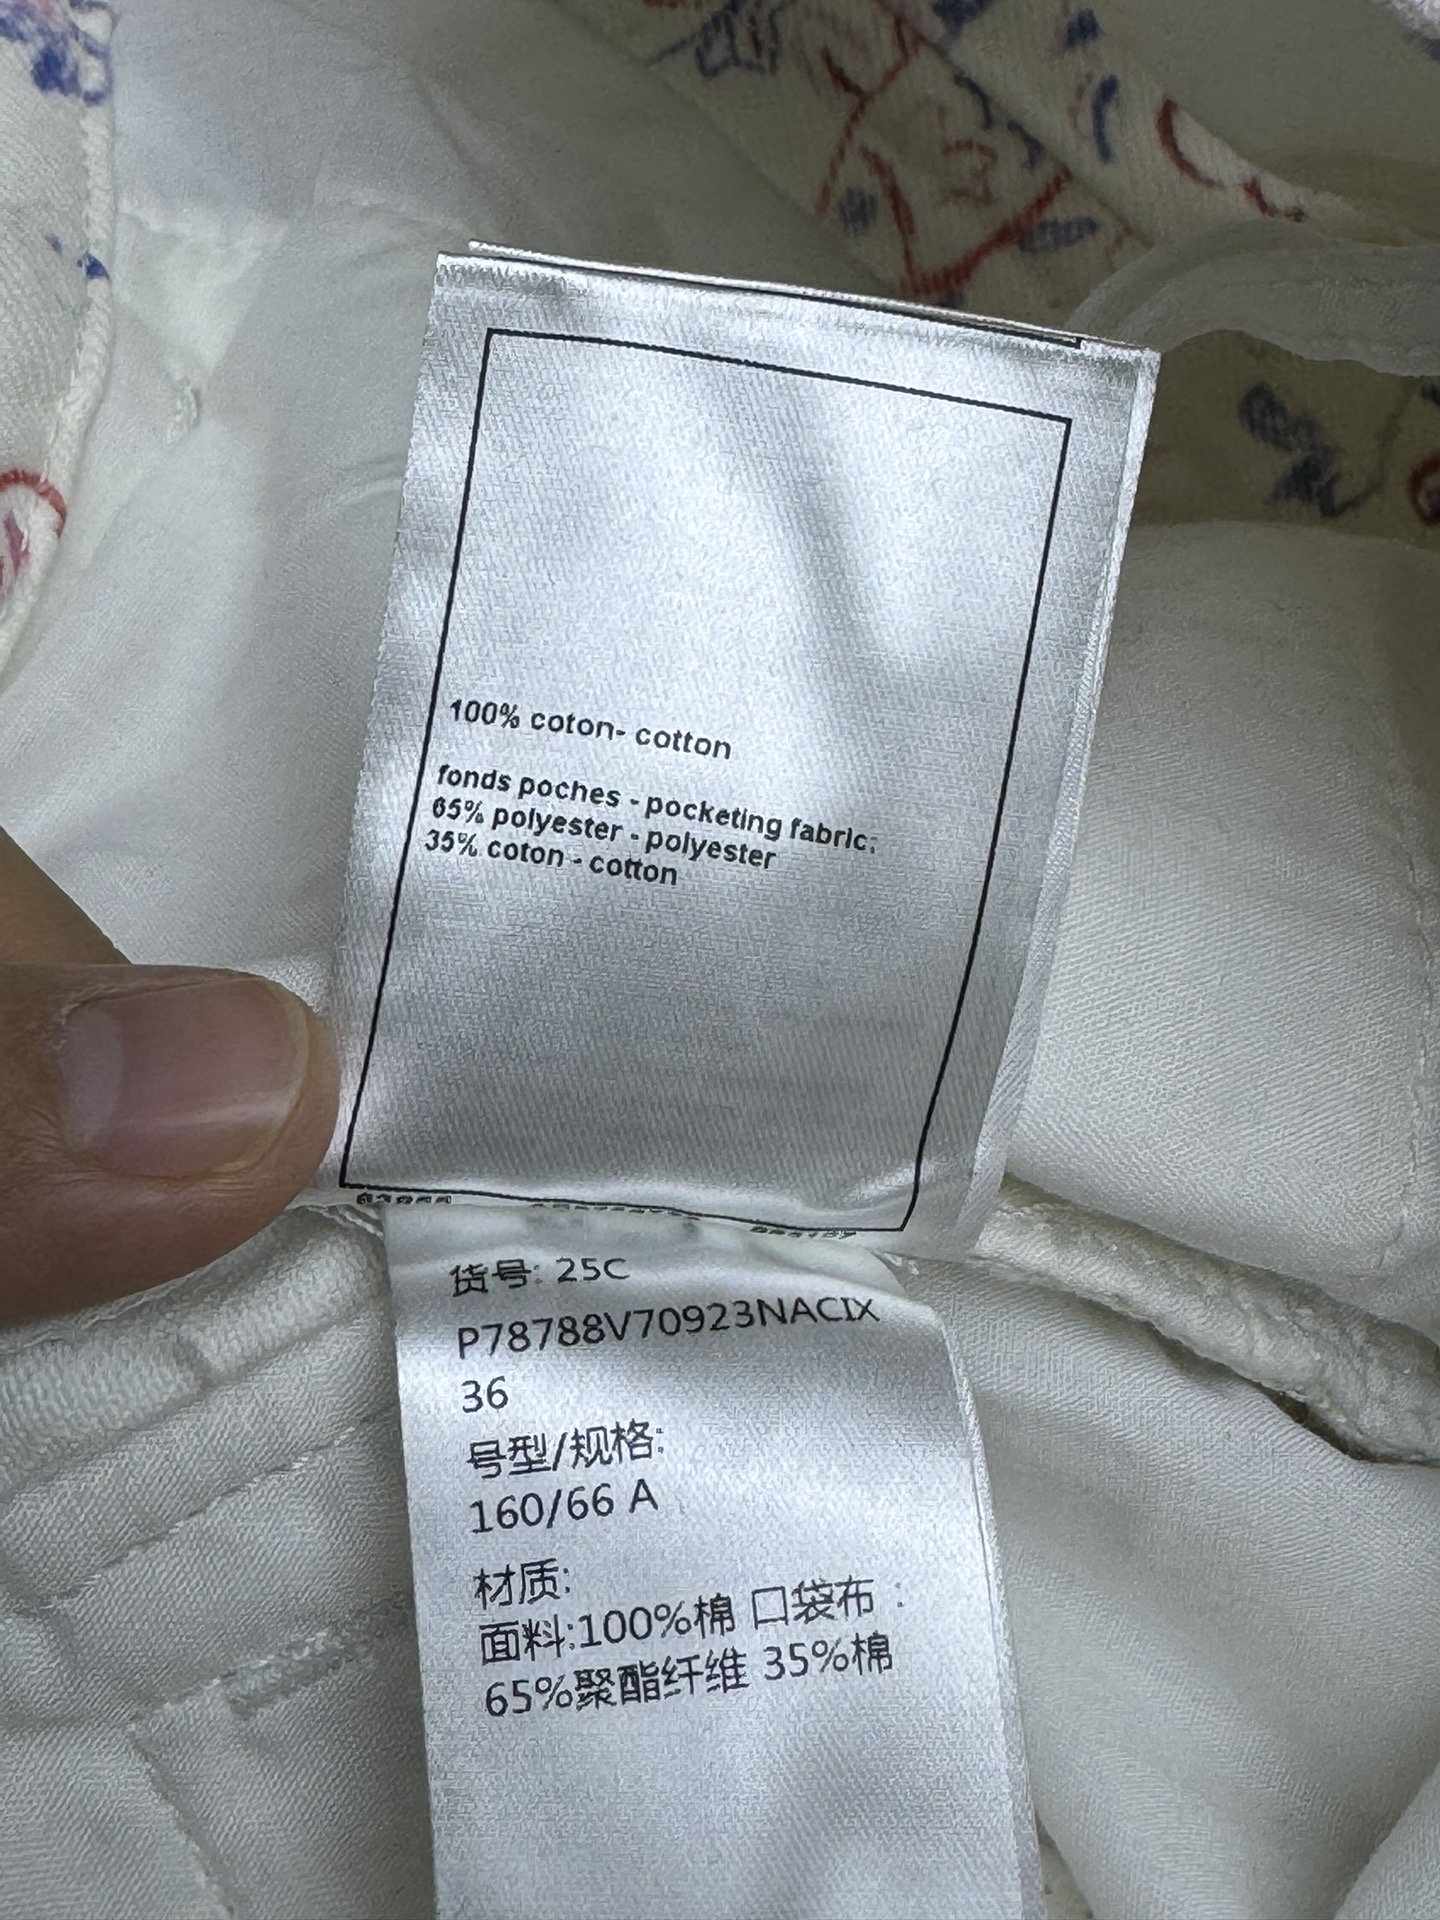 100% coton- cotton
fonds poches - pocketing fabric:
65% polyester - polyester
35% coton - cotton
货号: 25C
P78788V70923NACIX
36
号型/规格:
160/66 A
材质:
面料:100%棉 口袋布 :
65%聚酯纤维 35%棉